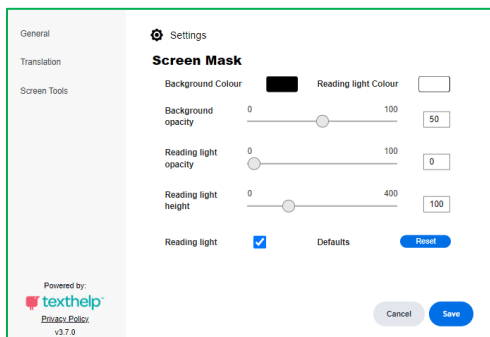 General
Translation
Screen Tools
Powered by:
texthelp
Privacy Policy
v3.7.0
Settings
Screen Mask
Background Colour Reading light Colour
Background
opacity
0 100
50
Reading light
opacity
0 100
0
Reading light
height
0 400
100
Reading light Defaults Reset
Cancel Save